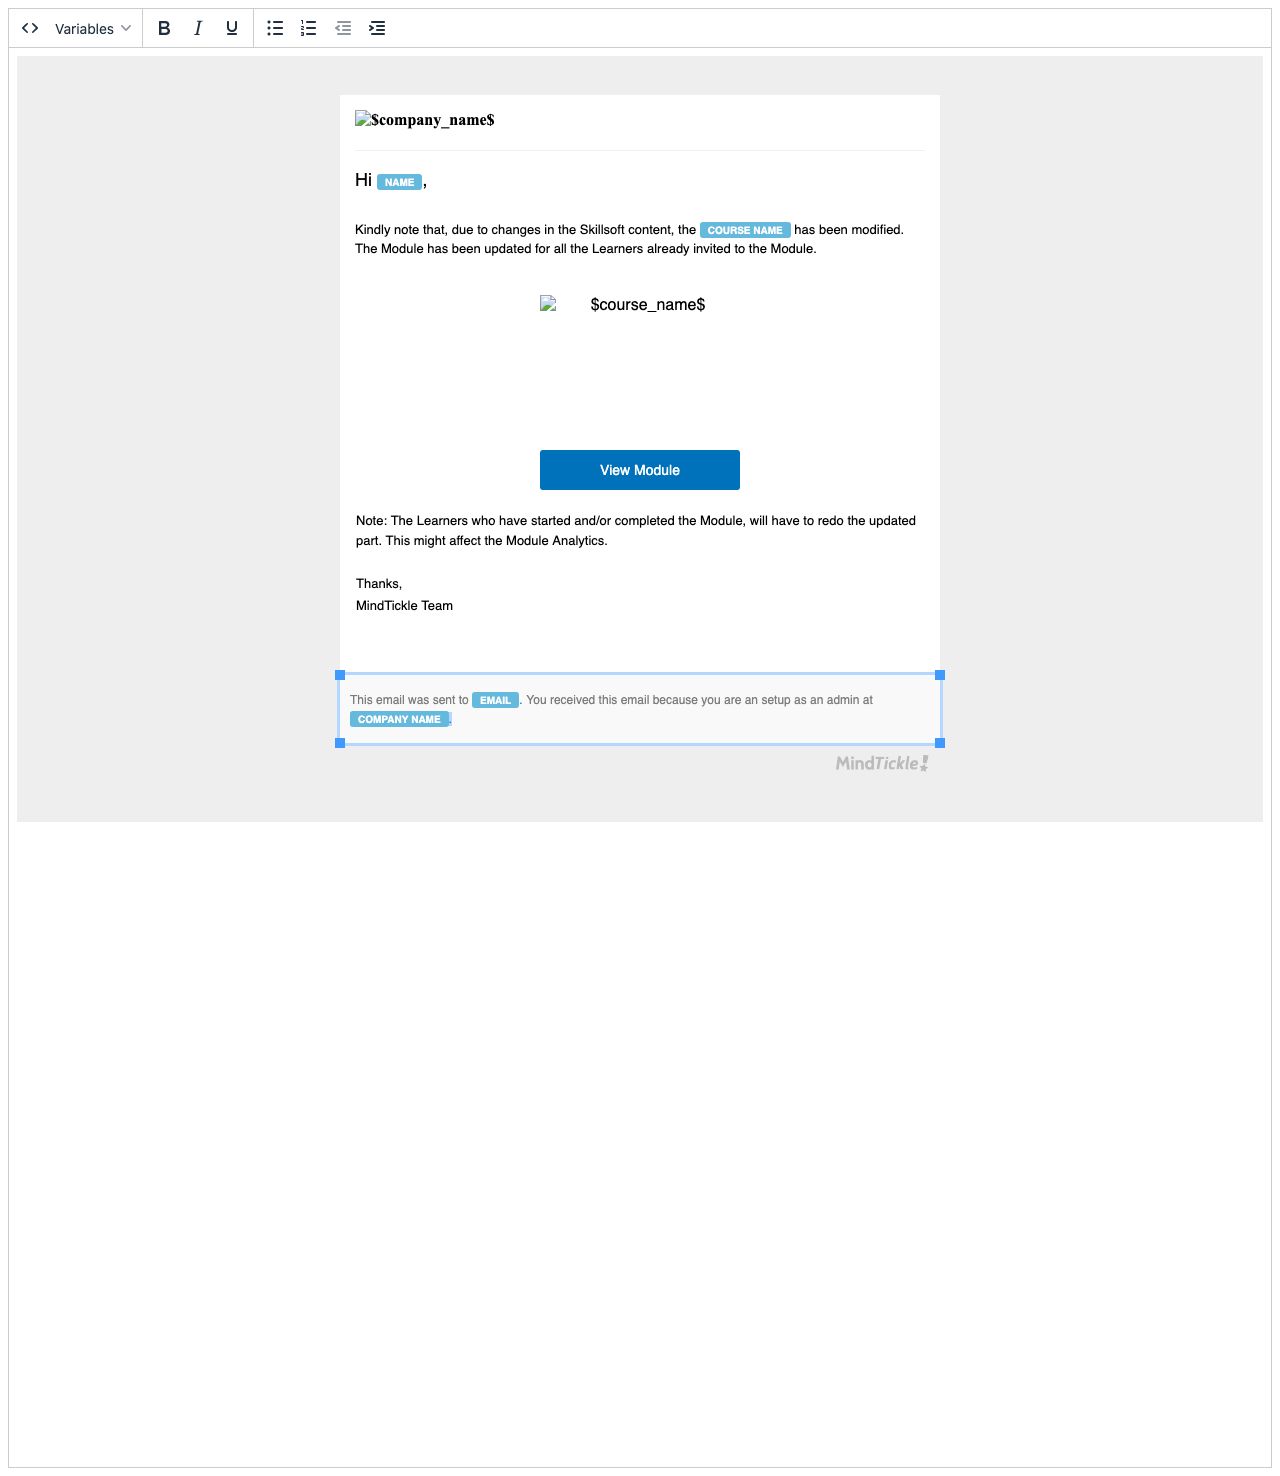 Variables
$company_name$
Hi NAME,
Kindly note that, due to changes in the Skillsoft content, the COURSE NAME has been modified.
The Module has been updated for all the Learners already invited to the Module.
$course_name$
View Module
Note: The Learners who have started and/or completed the Module, will have to redo the updated
part. This might affect the Module Analytics.
Thanks,
MindTickle Team
This email was sent to EMAIL. You received this email because you are an setup as an admin at
COMPANY NAME.
MindTickle!